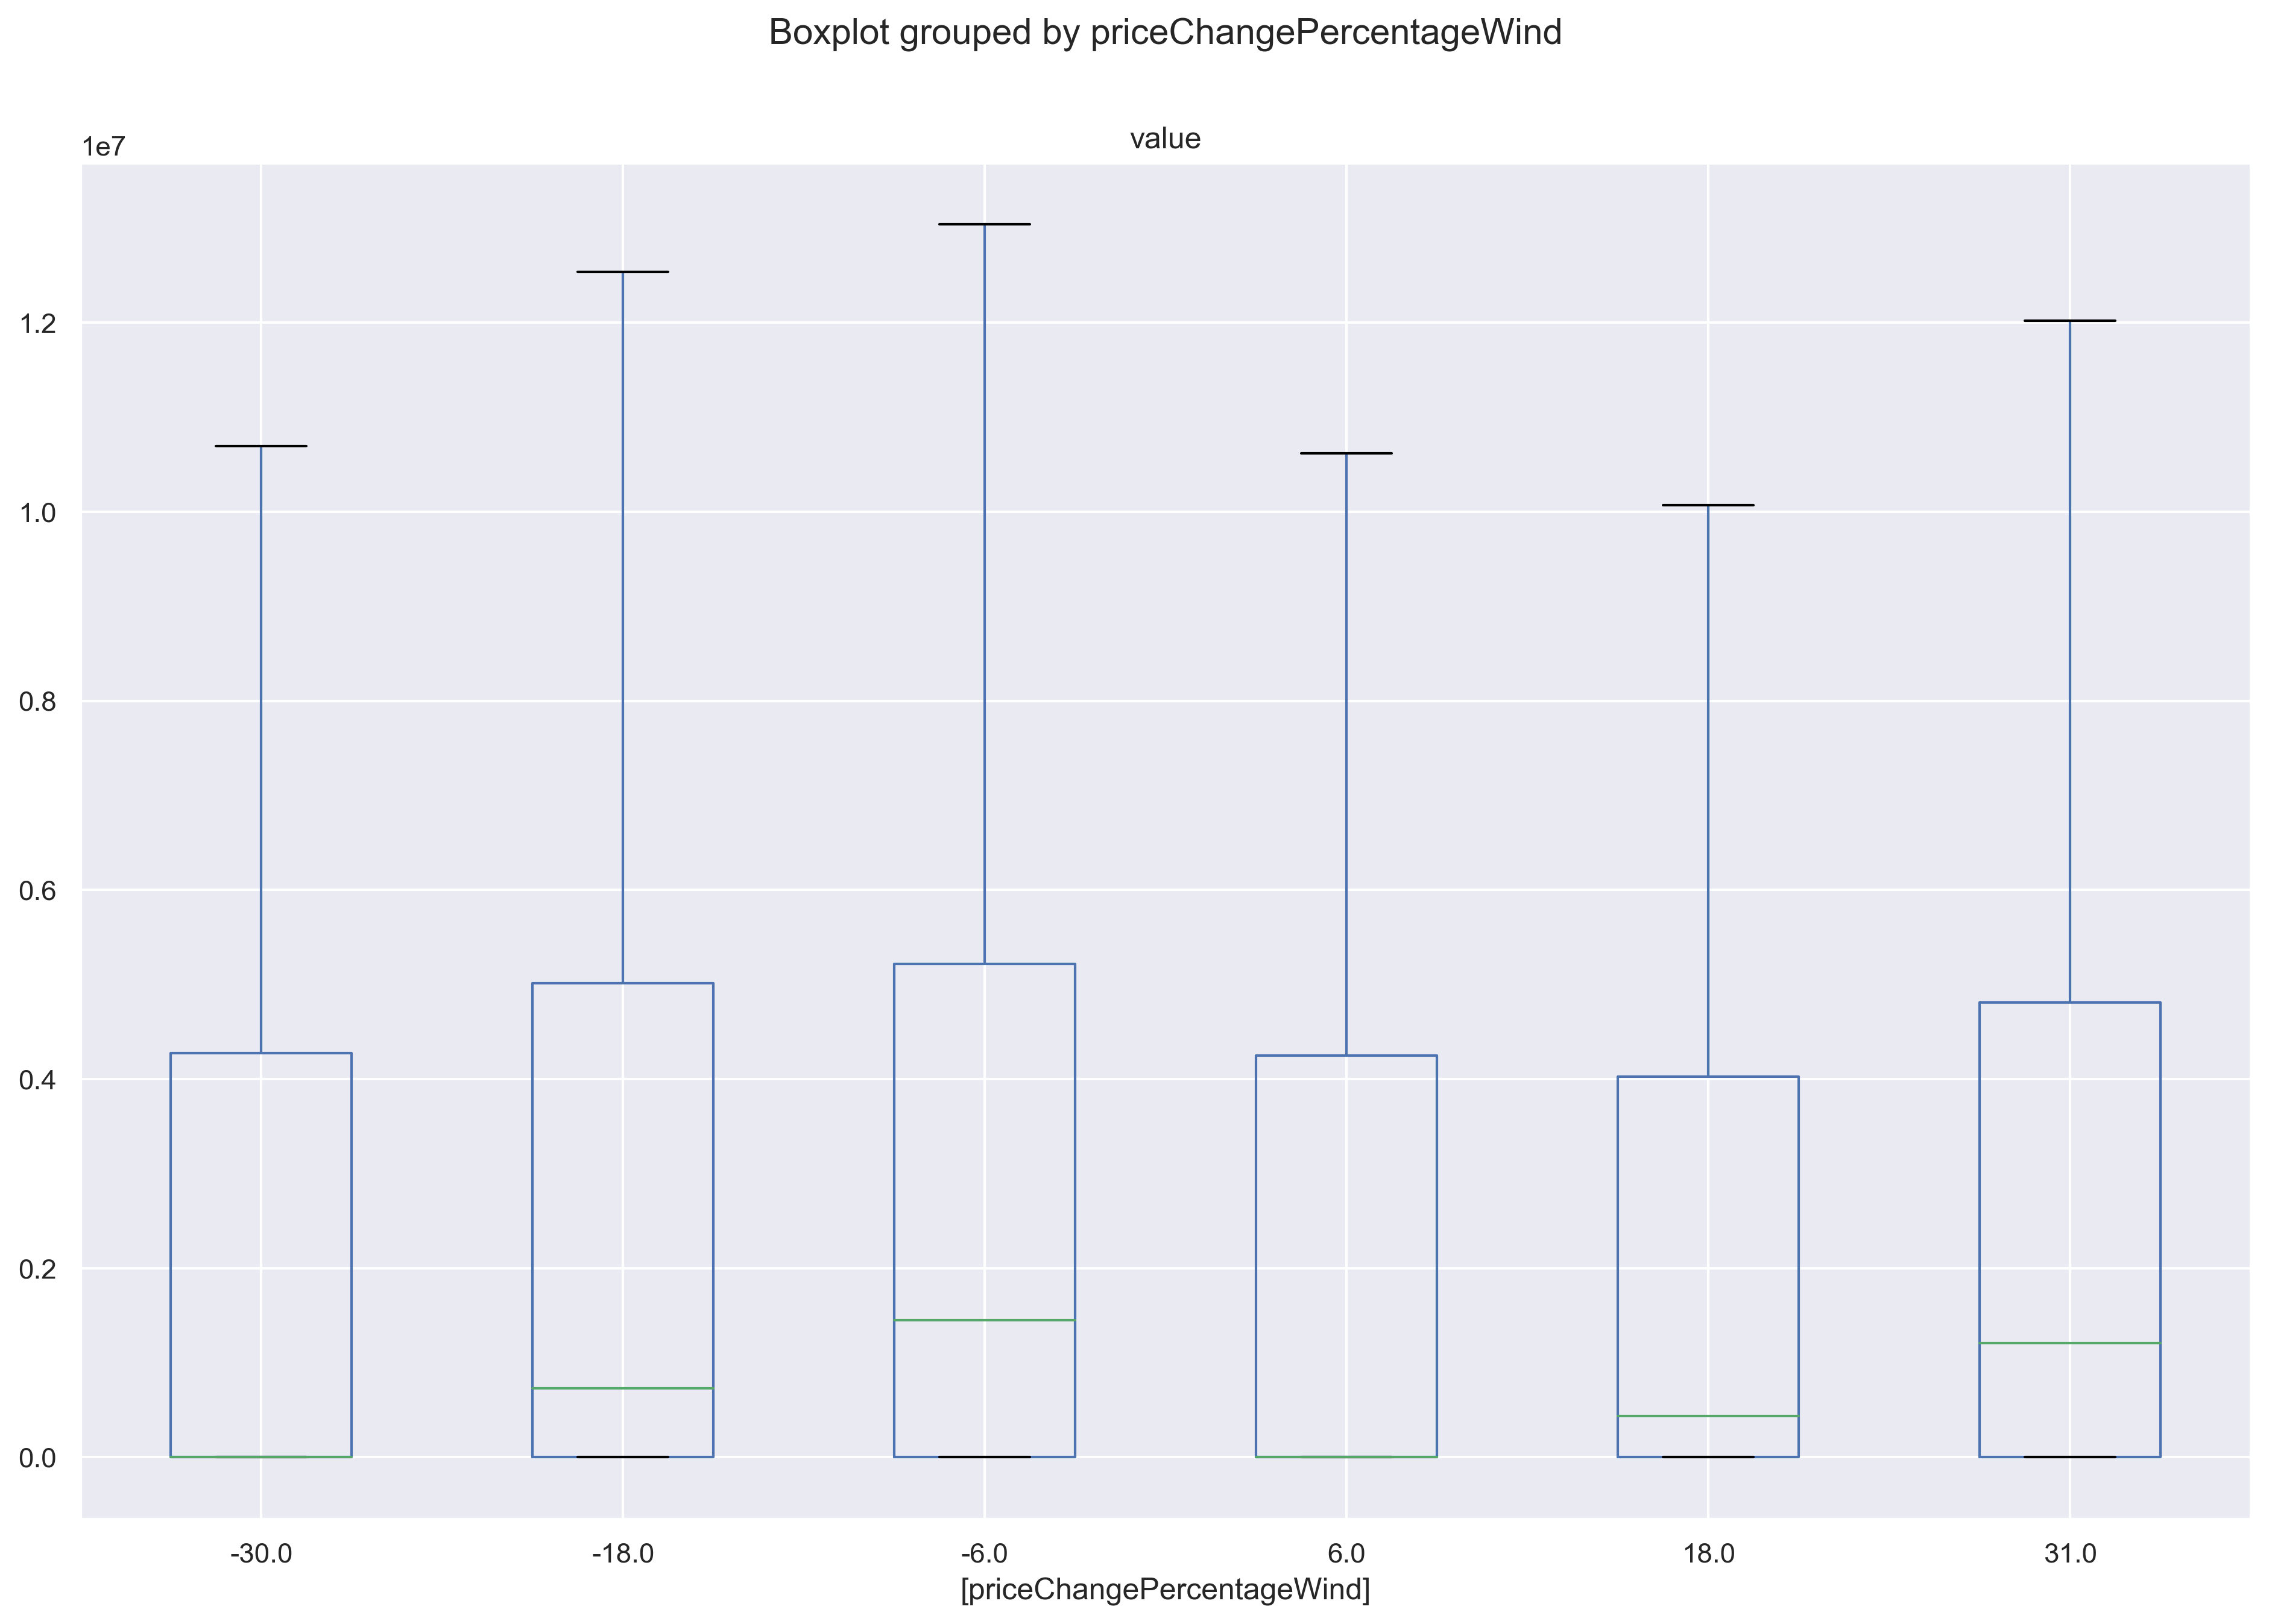 Boxplot grouped by priceChangePercentageWind
value
1e7
1.2
1.0
0.8
0.6
0.4
0.2
0.0
-30.0 -18.0 -6.0 6.0 18.0 31.0
[priceChangePercentageWind]